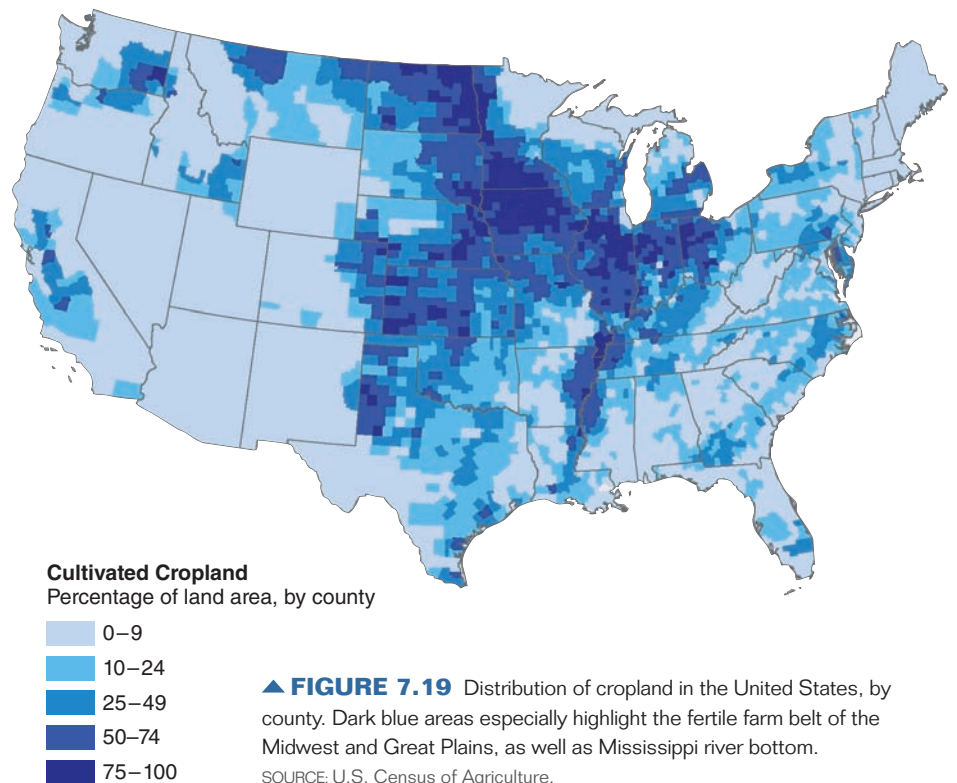 Cultivated Cropland
Percentage of land area, by county
0–9
10–24
25–49
50–74
75–100
▲ FIGURE 7.19 Distribution of cropland in the United States, by
county. Dark blue areas especially highlight the fertile farm belt of the
Midwest and Great Plains, as well as Mississippi river bottom.
SOURCE: U.S. Census of Agriculture.